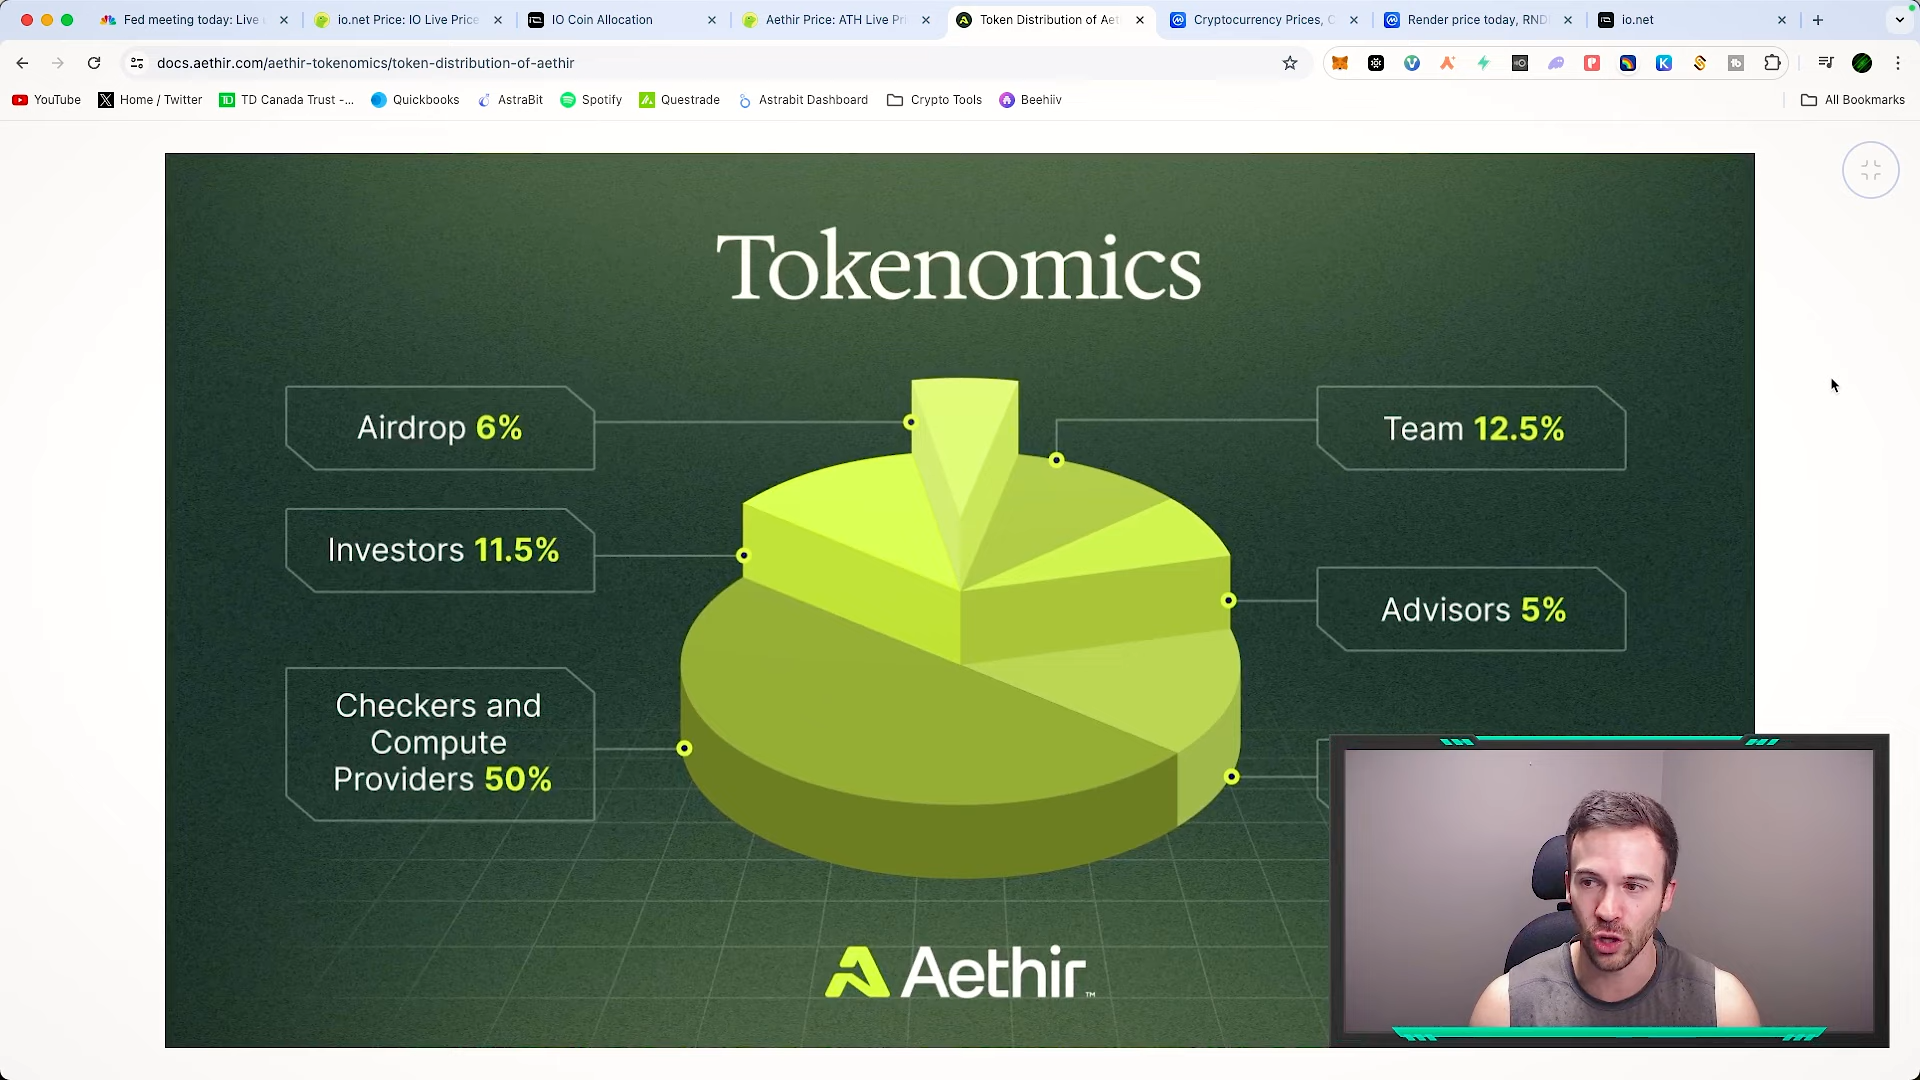 Fed meeting today: Live
io.net Price: IO Live Price
IO Coin Allocation
Aethir Price: ATH Live Pri
Token Distribution of Aet
Cryptocurrency Prices, C
Render price today, RND
io.net
docs.aethir.com/aethir-tokenomics/token-distribution-of-aethir
YouTube
Home / Twitter
TD Canada Trust -...
Quickbooks
AstraBit
Spotify
Questrade
Astrabit Dashboard
Crypto Tools
Beehiiv
All Bookmarks
Tokenomics
Airdrop 6%
Team 12.5%
Investors 11.5%
Advisors 5%
Checkers and
Compute
Providers 50%
Aethir™